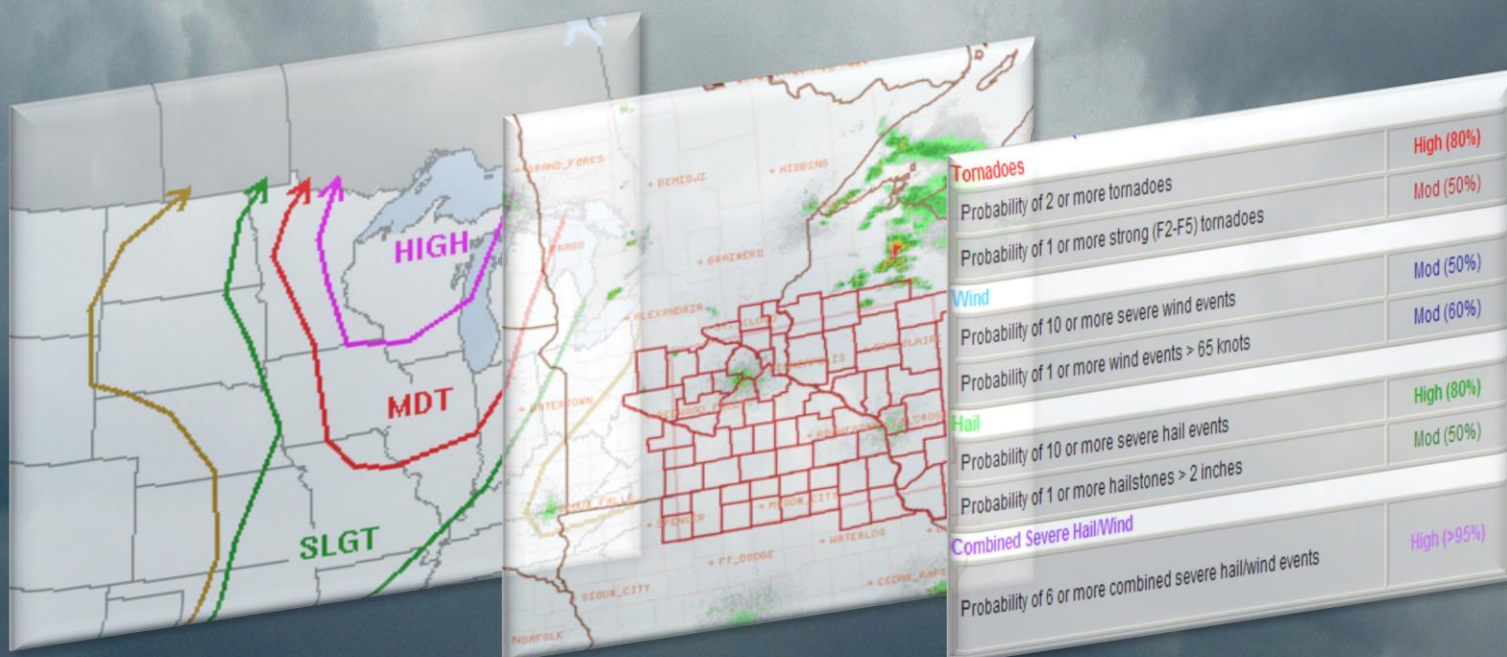 HIGH
MDT
SLGT
GRAND_FORKS
BEMIDJI
HIBBING
FARGO
BRAINERD
ALEXANDRIA
WATERTOWN
SPENCER
MASON_CITY
WATERLOO
FT_DODGE
SIOUX_CITY
NORFOLK
Tornadoes
High (80%)
Probability of 2 or more tornadoes
Mod (50%)
Probability of 1 or more strong (F2-F5) tornadoes
Wind
Mod (50%)
Probability of 10 or more severe wind events
Mod (60%)
Probability of 1 or more wind events > 65 knots
Hail
High (80%)
Probability of 10 or more severe hail events
Mod (50%)
Probability of 1 or more hailstones > 2 inches
Combined Severe Hail/Wind
High (>95%)
Probability of 6 or more combined severe hail/wind events